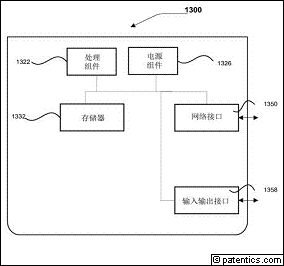 1300
1322
处理
组件
电源
组件
1326
1332
存储器
网络接口
1350
输入输出接口
1358
@ patentics.com